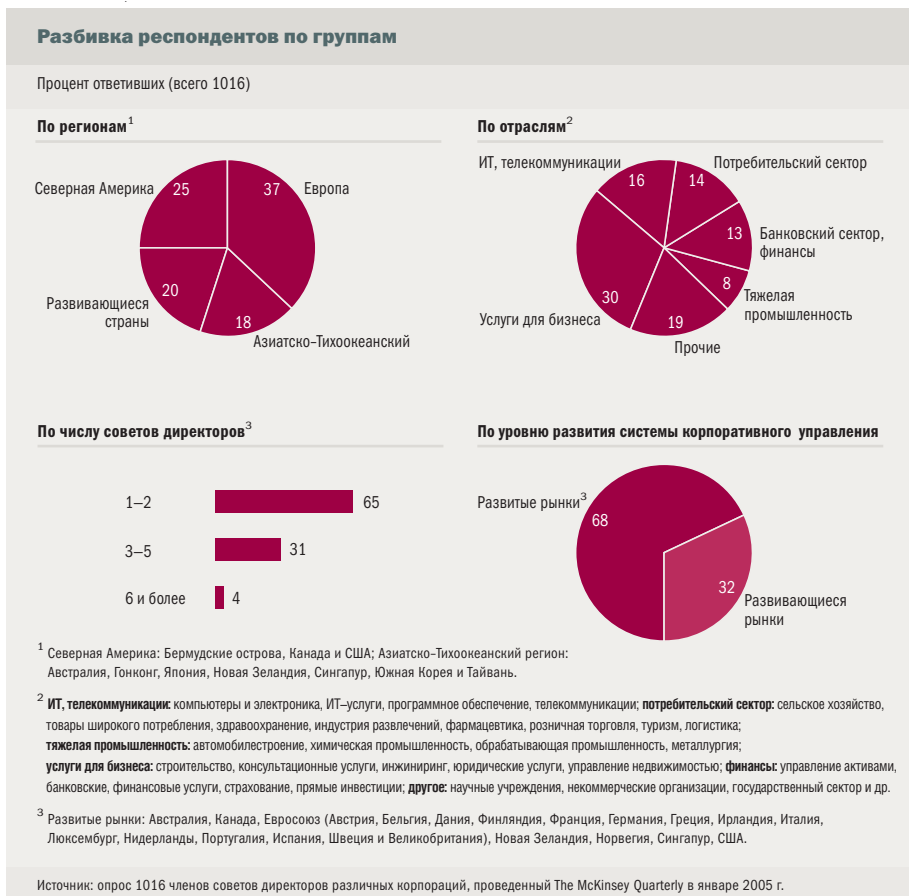 Разбивка респондентов по группам
Процент ответивших (всего 1016)
По регионам1
Северная Америка
25
37
Европа
20
Развивающиеся
страны
18
Азиатско-Тихоокеанский
По отраслям2
ИТ, телекоммуникации
16
14
Потребительский сектор
13
Банковский сектор,
финансы
8
Тяжелая
промышленность
30
Услуги для бизнеса
19
Прочие
По числу советов директоров3
1–2
65
3–5
31
6 и более
4
По уровню развития системы корпоративного управления
Развитые рынки3
68
32
Развивающиеся
рынки
1 Северная Америка: Бермудские острова, Канада и США; Азиатско-Тихоокеанский регион:
Австралия, Гонконг, Япония, Новая Зеландия, Сингапур, Южная Корея и Тайвань.
2 ИТ, телекоммуникации: компьютеры и электроника, ИТ–услуги, программное обеспечение, телекоммуникации; потребительский сектор: сельское хозяйство,
товары широкого потребления, здравоохранение, индустрия развлечений, фармацевтика, розничная торговля, туризм, логистика;
тяжелая промышленность: автомобилестроение, химическая промышленность, обрабатывающая промышленность, металлургия;
услуги для бизнеса: строительство, консультационные услуги, инжиниринг, юридические услуги, управление недвижимостью; финансы: управление активами,
банковские, финансовые услуги, страхование, прямые инвестиции; другое: научные учреждения, некоммерческие организации, государственный сектор и др.
3 Развитые рынки: Австралия, Канада, Евросоюз (Австрия, Бельгия, Дания, Финляндия, Франция, Германия, Греция, Ирландия, Италия,
Люксембург, Нидерланды, Португалия, Испания, Швеция и Великобритания), Новая Зеландия, Норвегия, Сингапур, США.
Источник: опрос 1016 членов советов директоров различных корпораций, проведенный The McKinsey Quarterly в январе 2005 г.